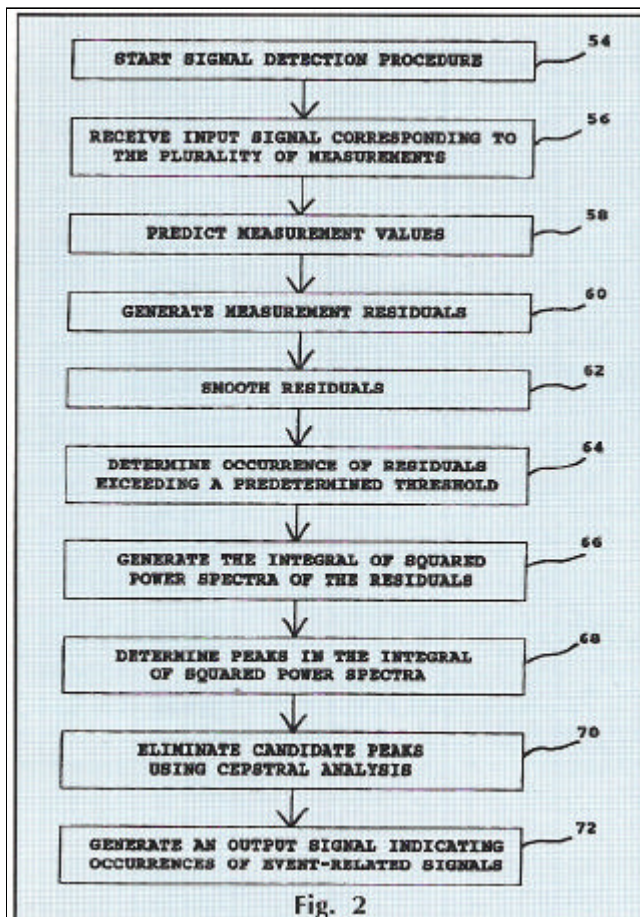 START SIGNAL DETECTION PROCEDURE
54
RECEIVE INPUT SIGNAL CORRESPONDING TO
THE PLURALITY OF MEASUREMENTS
56
PREDICT MEASUREMENT VALUES
58
GENERATE MEASUREMENT RESIDUALS
60
SMOOTH RESIDUALS
62
DETERMINE OCCURRENCE OF RESIDUALS
EXCEEDING A PREDETERMINED THRESHOLD
64
GENERATE THE INTEGRAL OF SQUARED
POWER SPECTRA OF THE RESIDUALS
66
DETERMINE PEAKS IN THE INTEGRAL
OF SQUARED POWER SPECTRA
68
ELIMINATE CANDIDATE PEAKS
USING CEPSTRAL ANALYSIS
70
GENERATE AN OUTPUT SIGNAL INDICATING
OCCURRENCES OF EVENT-RELATED SIGNALS
72
Fig. 2